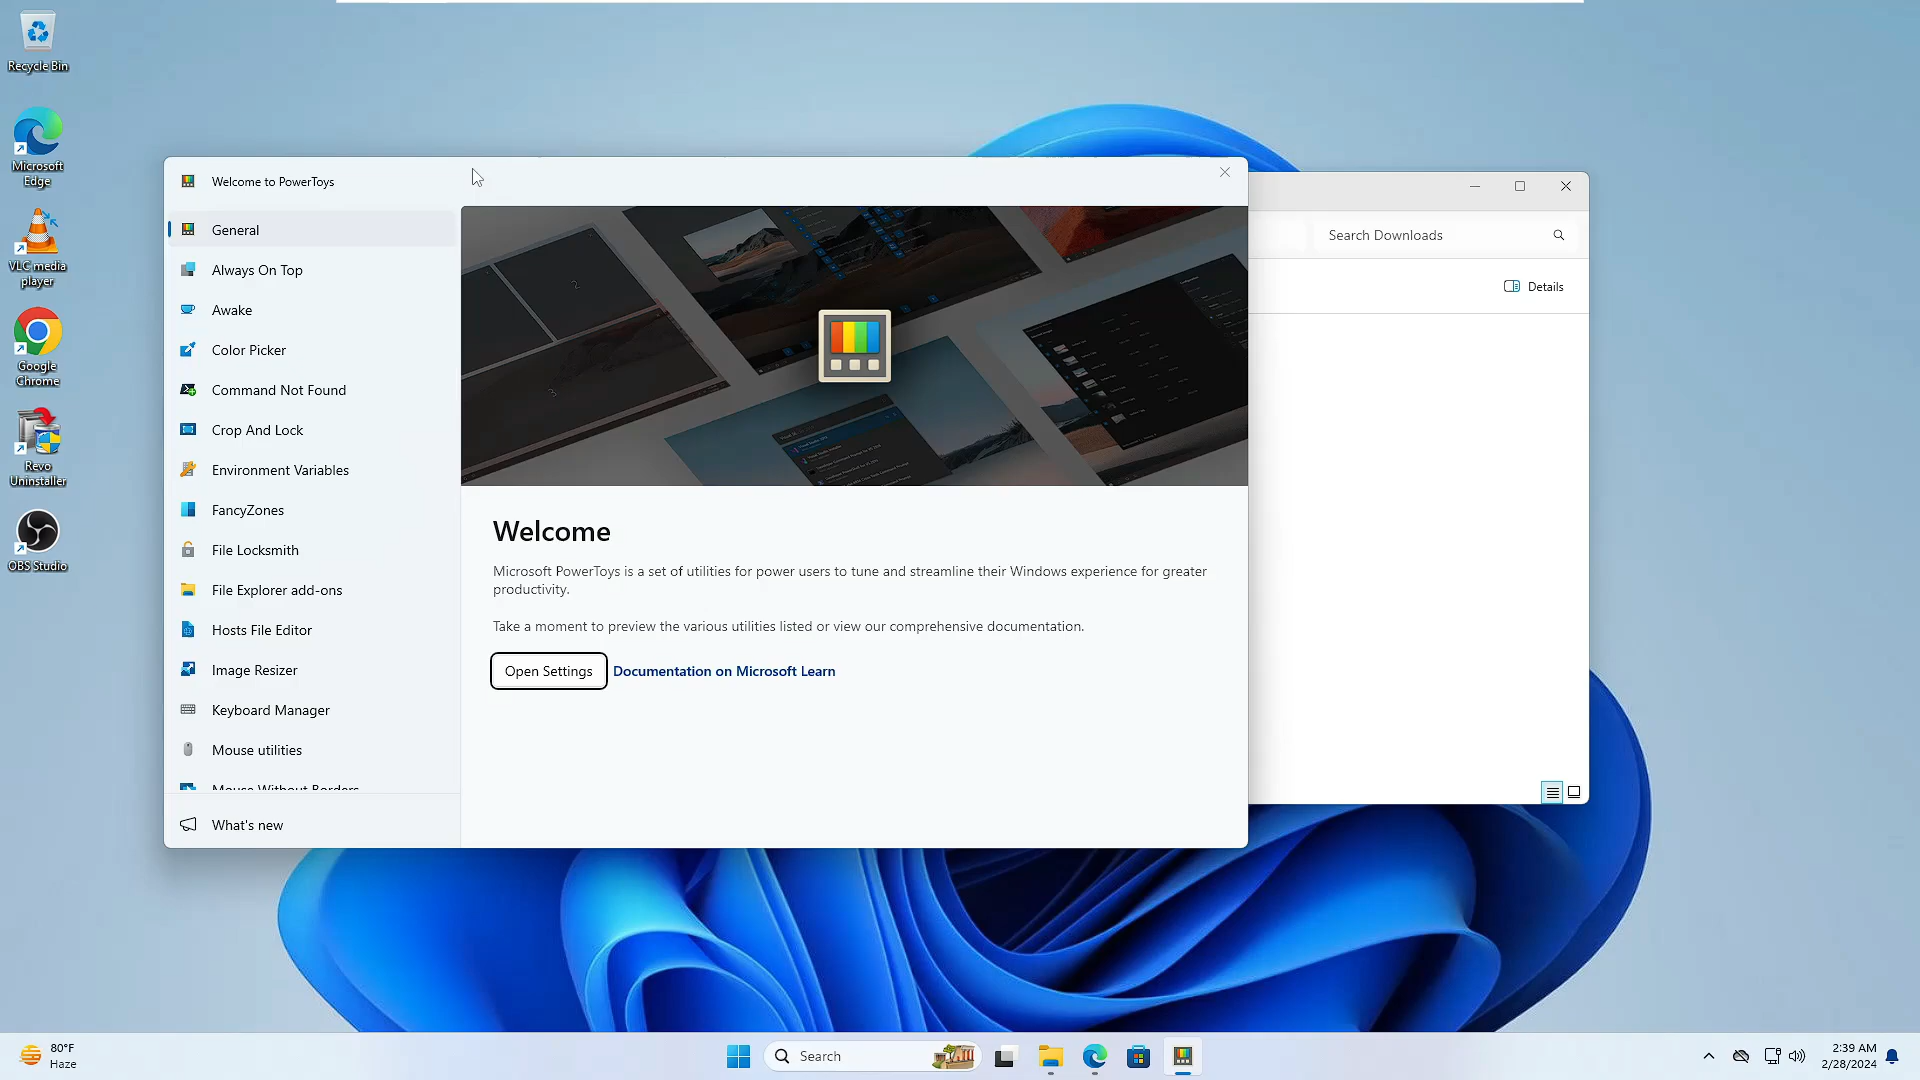 Recycle Bin
Microsoft
Edge
VLC media
player
Google
Chrome
Revo
Uninstaller
OBS Studio
Welcome to PowerToys
General
Always On Top
Awake
Color Picker
Command Not Found
Crop And Lock
Environment Variables
FancyZones
File Locksmith
File Explorer add-ons
Hosts File Editor
Image Resizer
Keyboard Manager
Mouse utilities
Mouse Without Borders
What's new
2
3
Welcome
Microsoft PowerToys is a set of utilities for power users to tune and streamline their Windows experience for greater
productivity.
Take a moment to preview the various utilities listed or view our comprehensive documentation.
Open Settings
Documentation on Microsoft Learn
Search Downloads
Details
80°F
Haze
Search
2:39 AM
2/28/2024